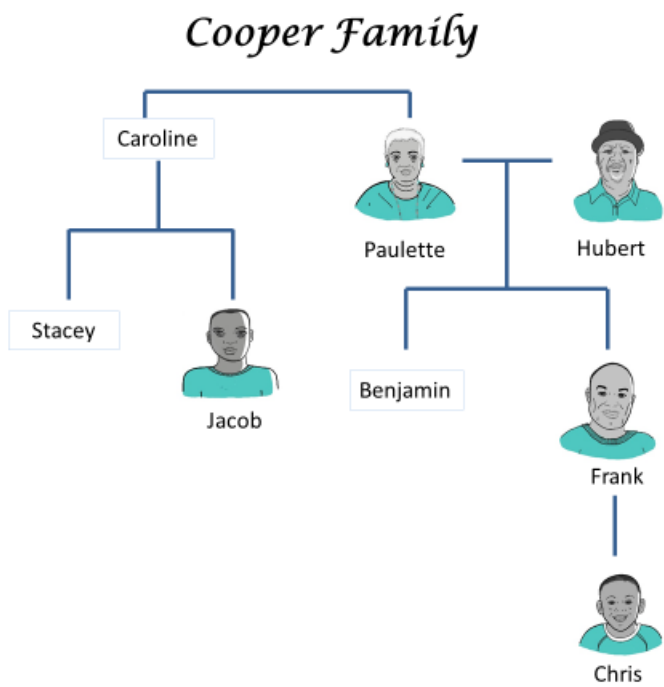 Cooper Family
Caroline
Paulette
Hubert
Stacey
Jacob
Benjamin
Frank
Chris